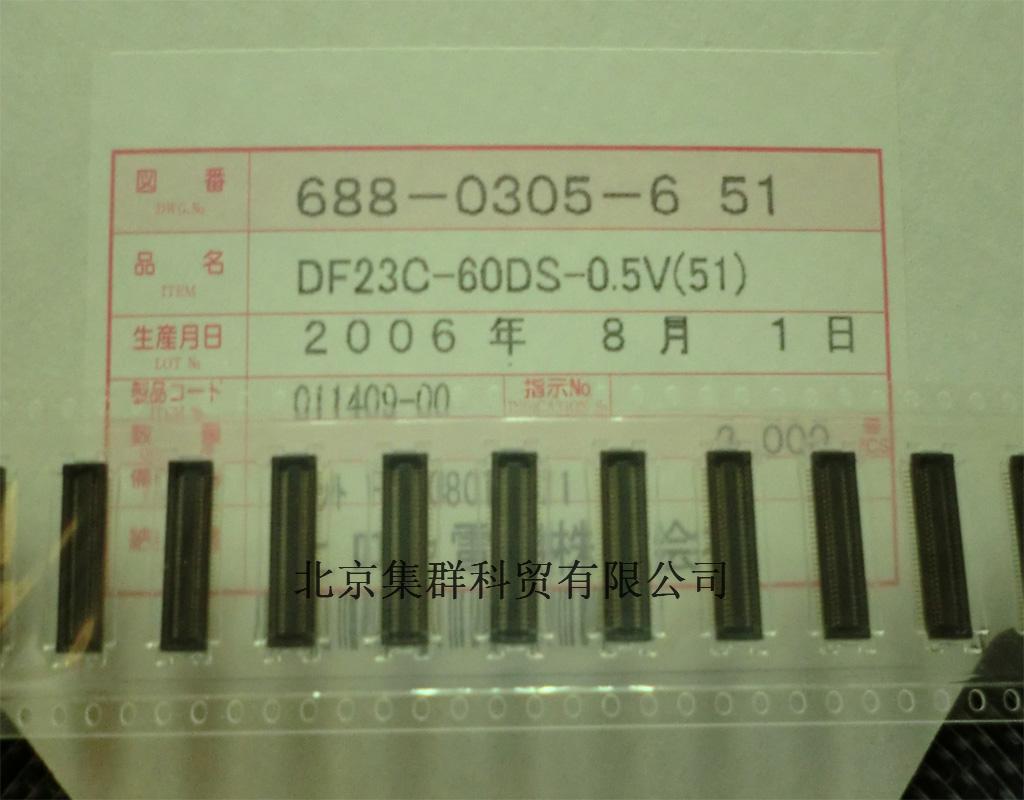 図 番 688-0305-6 51
DWG.No
品 名 DF23C-60DS-0.5V(51)
ITEM
生産月日 2006 年 8 月 1 日
LOT No
製品コード 011409-00 指示No
数 量
北京集群科贸有限公司